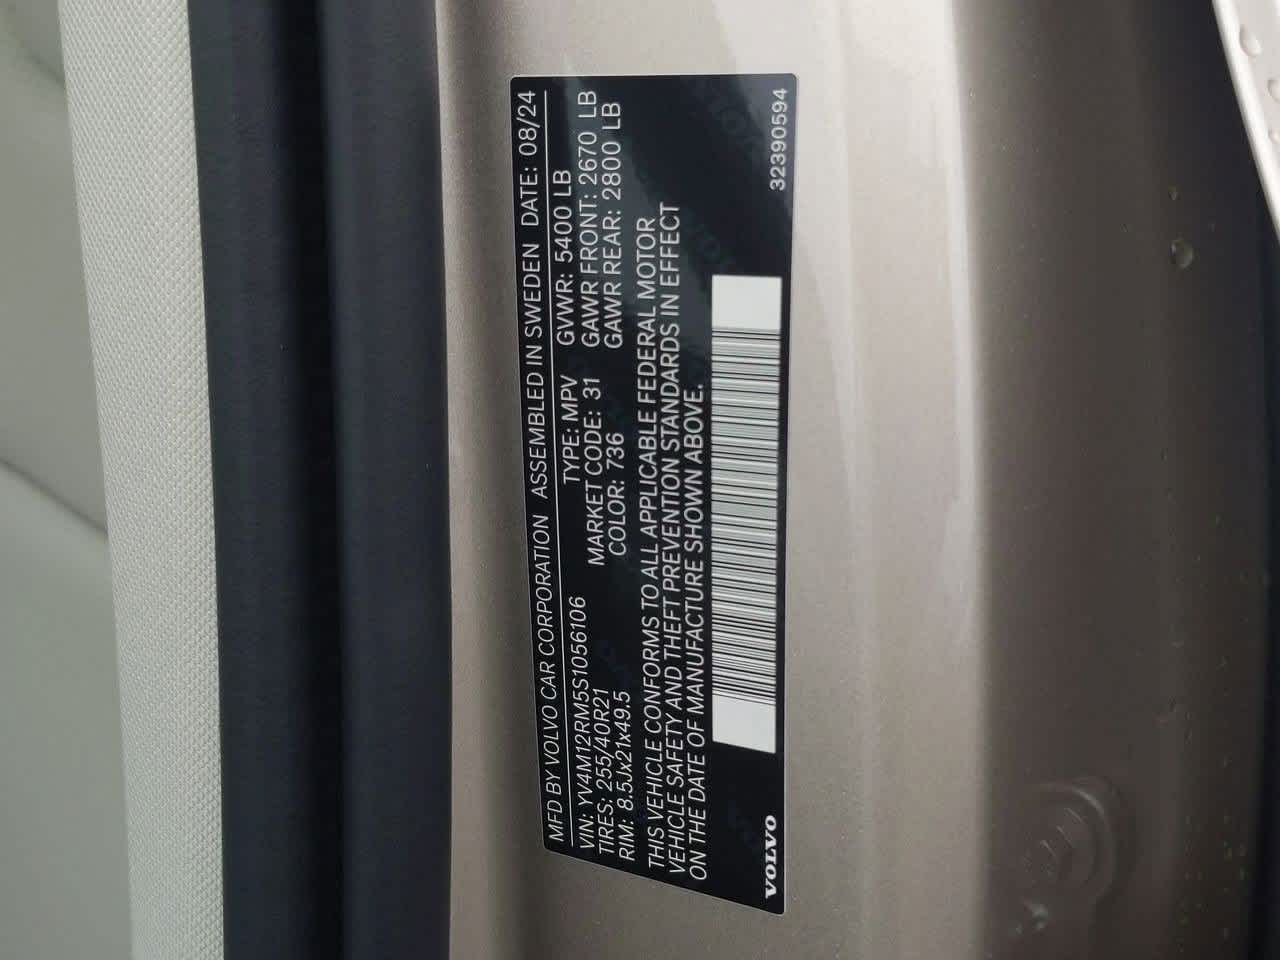 MFD BY VOLVO CAR CORPORATION ASSEMBLED IN SWEDEN DATE: 08/24
VIN: YV4M12RM5S1056106 TYPE: MPV GVWR: 5400 LB
TIRES: 255/40R21 MARKET CODE: 31 GAWR FRONT: 2670 LB
RIM: 8.5Jx21x49.5 COLOR: 736 GAWR REAR: 2800 LB
THIS VEHICLE CONFORMS TO ALL APPLICABLE FEDERAL MOTOR
VEHICLE SAFETY AND THEFT PREVENTION STANDARDS IN EFFECT
ON THE DATE OF MANUFACTURE SHOWN ABOVE.
VOLVO 32390594